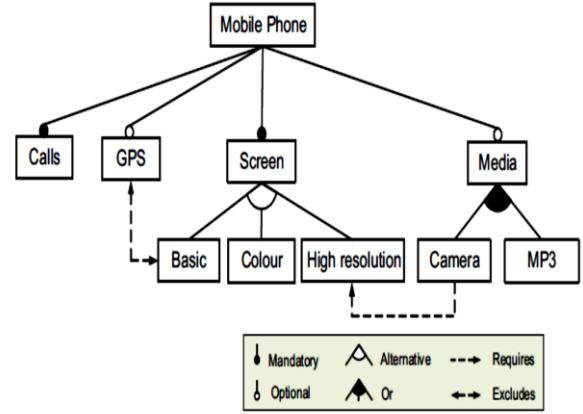 Mobile Phone
Calls GPS Screen Media
Basic Colour High resolution Camera MP3
Mandatory Alternative Requires
Optional Or Excludes